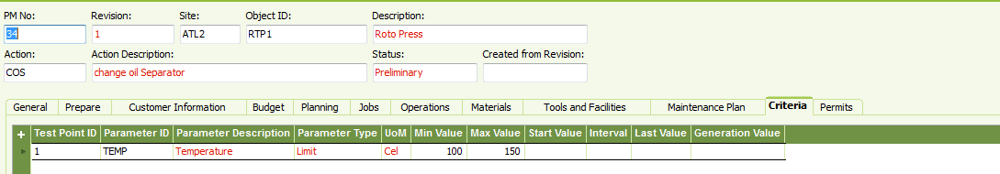 PM No: Revision: Site: Object ID: Description:
34 1 ATL2 RTP1 Roto Press
Action: Action Description: Status: Created from Revision:
COS change oil Separator Preliminary
General Prepare Customer Information Budget Planning Jobs Operations Materials Tools and Facilities Maintenance Plan Criteria Permits
+ Test Point ID Parameter ID Parameter Description Parameter Type UoM Min Value Max Value Start Value Interval Last Value Generation Value
1 TEMP Temperature Limit Cel 100 150